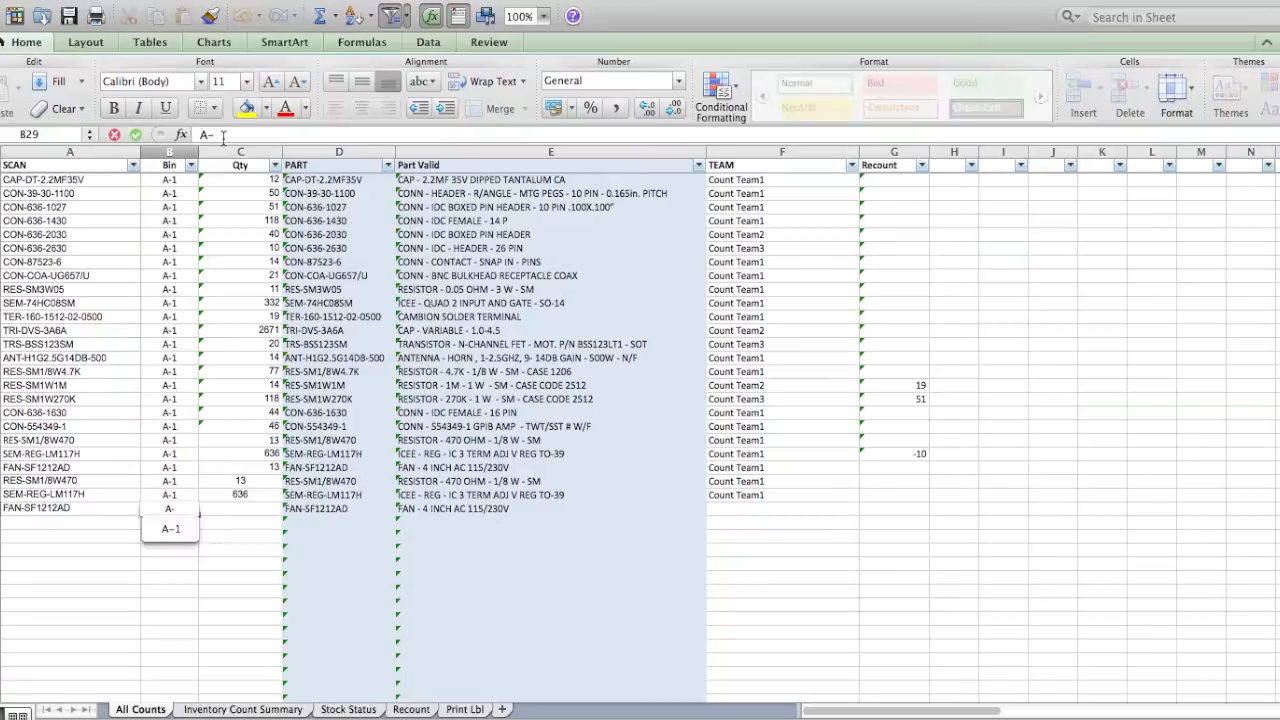 100% Search in Sheet
Home Layout Tables Charts SmartArt Formulas Data Review
Edit Font Alignment Number Format Cells Themes
Fill Calibri (Body) 11 A A abc Wrap Text General Normal Bad Good
Clear B I U A Merge % Conditional Formatting Neutral Calculation Check Cell Insert Delete Format Themes Aa
B29 fx A-
A B C D E F G H I J K L M N
SCAN Bin Qty PART Part Valid TEAM Recount
CAP-DT-2.2MF35V A-1 12 CAP-DT-2.2MF35V CAP - 2.2MF 35V DIPPED TANTALUM CA Count Team1
CON-39-30-1100 A-1 50 CON-39-30-1100 CONN - HEADER - R/ANGLE - MTG PEGS - 10 PIN - 0.165in. PITCH Count Team1
CON-636-1027 A-1 51 CON-636-1027 CONN - IDC BOXED PIN HEADER - 10 PIN .100X.100" Count Team1
CON-636-1430 A-1 118 CON-636-1430 CONN - IDC FEMALE - 14 P Count Team1
CON-636-2030 A-1 40 CON-636-2030 CONN - IDC BOXED PIN HEADER Count Team2
CON-636-2630 A-1 10 CON-636-2630 CONN - IDC - HEADER - 26 PIN Count Team3
CON-87523-6 A-1 14 CON-87523-6 CONN - CONTACT - SNAP IN - PINS Count Team1
CON-COA-UG657/U A-1 21 CON-COA-UG657/U CONN - BNC BULKHEAD RECEPTACLE COAX Count Team1
RES-SM3W05 A-1 11 RES-SM3W05 RESISTOR - 0.05 OHM - 3 W - SM Count Team1
SEM-74HC08SM A-1 332 SEM-74HC08SM ICEE - QUAD 2 INPUT AND GATE - SO-14 Count Team1
TER-160-1512-02-0500 A-1 19 TER-160-1512-02-0500 CAMBION SOLDER TERMINAL Count Team1
TRI-DVS-3A6A A-1 2671 TRI-DVS-3A6A CAP - VARIABLE - 1.0-4.5 Count Team2
TRS-BSS123SM A-1 20 TRS-BSS123SM TRANSISTOR - N-CHANNEL FET - MOT. P/N BSS123LT1 - SOT Count Team3
ANT-H1G2.5G14DB-500 A-1 14 ANT-H1G2.5G14DB-500 ANTENNA - HORN , 1-2.5GHZ, 9- 14DB GAIN - 500W - N/F Count Team1
RES-SM1/8W4.7K A-1 77 RES-SM1/8W4.7K RESISTOR - 4.7K - 1/8 W - SM - CASE 1206 Count Team1
RES-SM1W1M A-1 14 RES-SM1W1M RESISTOR - 1M - 1 W - SM - CASE CODE 2512 Count Team2 19
RES-SM1W270K A-1 118 RES-SM1W270K RESISTOR - 270K - 1 W - SM - CASE CODE 2512 Count Team3 51
CON-636-1630 A-1 44 CON-636-1630 CONN - IDC FEMALE - 16 PIN Count Team1
CON-554349-1 A-1 46 CON-554349-1 CONN - 554349-1 GPIB AMP - TWT/SST # W/F Count Team1
RES-SM1/8W470 A-1 13 RES-SM1/8W470 RESISTOR - 470 OHM - 1/8 W - SM Count Team1
SEM-REG-LM117H A-1 636 SEM-REG-LM117H ICEE - REG - IC 3 TERM ADJ V REG TO-39 Count Team1 -10
FAN-SF1212AD A-1 13 FAN-SF1212AD FAN - 4 INCH AC 115/230V Count Team1
RES-SM1/8W470 A-1 13 RES-SM1/8W470 RESISTOR - 470 OHM - 1/8 W - SM Count Team1
SEM-REG-LM117H A-1 636 SEM-REG-LM117H ICEE - REG - IC 3 TERM ADJ V REG TO-39 Count Team1
FAN-SF1212AD A- FAN-SF1212AD FAN - 4 INCH AC 115/230V
A-1
All Counts Inventory Count Summary Stock Status Recount Print Lbl +